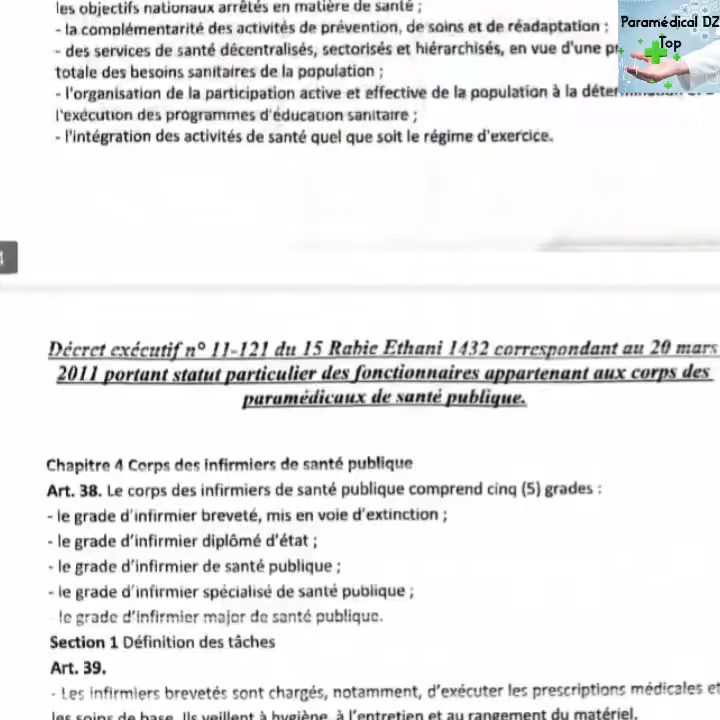 les objectifs nationaux arrêtés en matière de santé ;
- la complémentarité des activités de prévention, de soins et de réadaptation ;
- des services de santé décentralisés, sectorisés et hiérarchisés, en vue d'une
totale des besoins sanitaires de la population ;
- l'organisation de la participation active et effective de la population à la
l'exécution des programmes d'éducation sanitaire ;
- l'intégration des activités de santé quel que soit le régime d'exercice.
Paramédical DZ
Top
Décret exécutif n° 11-121 du 15 Rabie Ethani 1432 correspondant au 20 mars
2011 portant statut particulier des fonctionnaires appartenant aux corps des
paramédicaux de santé publique.
Chapitre 4 Corps des infirmiers de santé publique
Art. 38. Le corps des infirmiers de santé publique comprend cinq (5) grades :
- le grade d'infirmier breveté, mis en voie d'extinction ;
- le grade d'infirmier diplômé d'état ;
- le grade d'infirmier de santé publique ;
- le grade d'infirmier spécialisé de santé publique ;
- le grade d'infirmier major de santé publique.
Section 1 Définition des tâches
Art. 39.
- Les infirmiers brevetés sont chargés, notamment, d'exécuter les prescriptions médicales et
les soins de base. Ils veillent à hygiène, à l'entretien et au rangement du matériel.